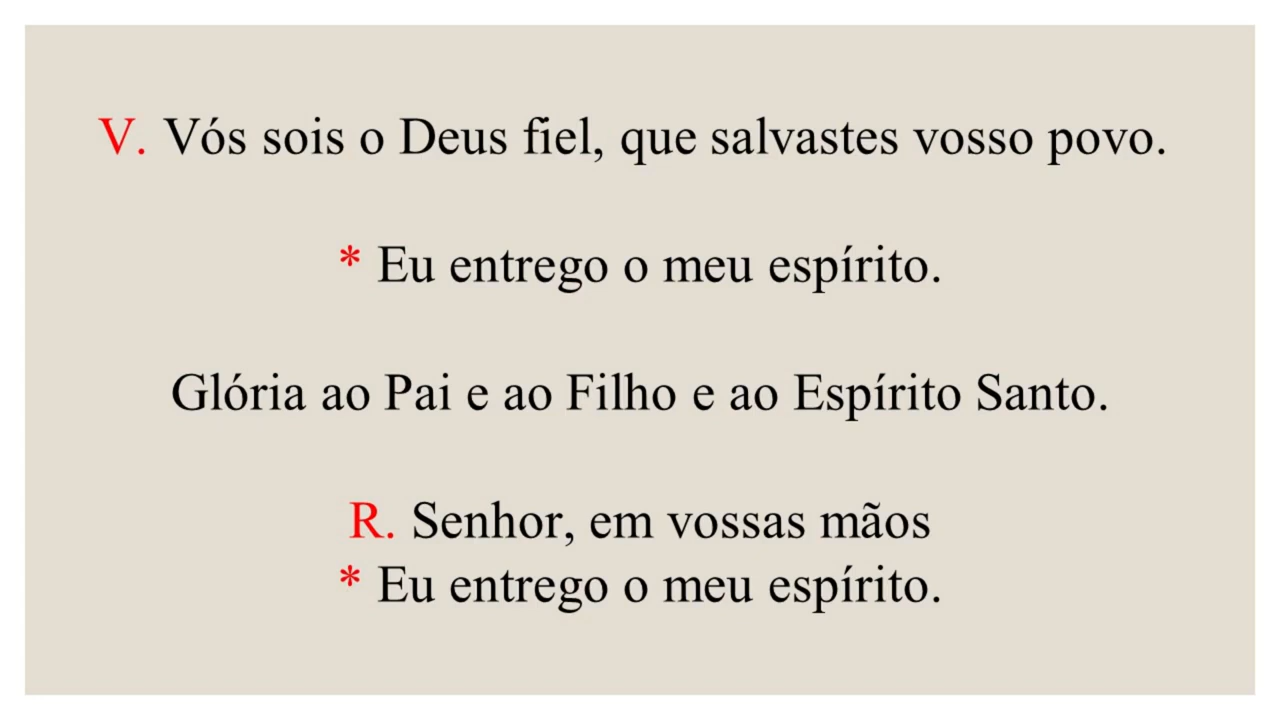 V. Vós sois o Deus fiel, que salvastes vosso povo.
* Eu entrego o meu espírito.
Glória ao Pai e ao Filho e ao Espírito Santo.
R. Senhor, em vossas mãos
* Eu entrego o meu espírito.